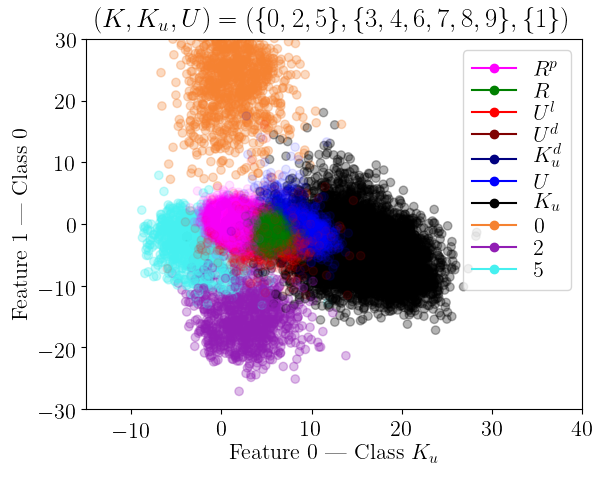 (K, K_u, U) = ({0, 2, 5}, {3, 4, 6, 7, 8, 9}, {1})
30
20
10
0
−10
−20
−30
Feature 1 — Class 0
R^p
R
U^l
U^d
K_u^d
U
K_u
0
2
5
−10
0
10
20
30
40
Feature 0 — Class K_u